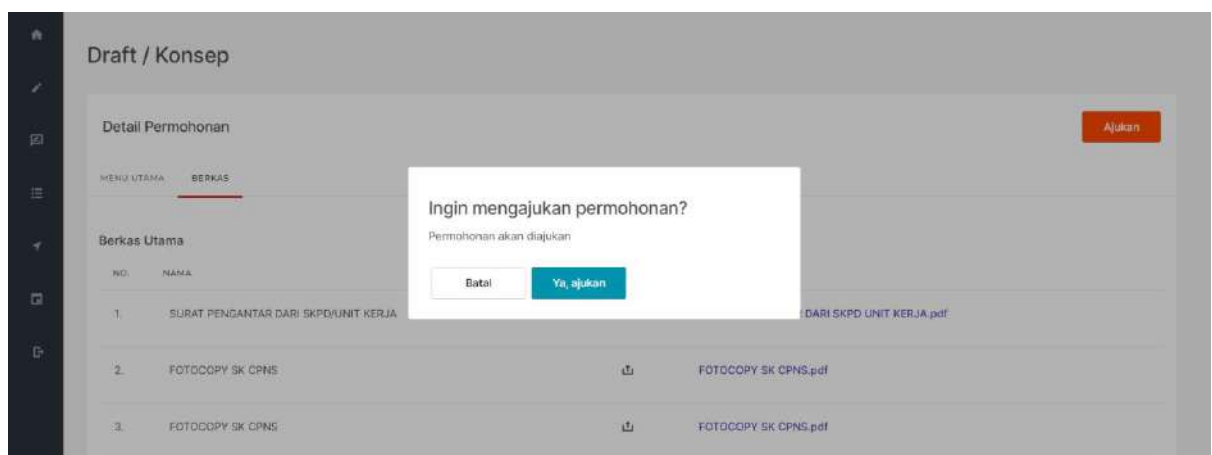 Draft / Konsep
Detail Permohonan
Ajukan
MENU UTAMA BERKAS
Ingin mengajukan permohonan?
Permohonan akan diajukan
Batal Ya, ajukan
Berkas Utama
NO. NAMA
1. SURAT PENGANTAR DARI SKPD/UNIT KERJA DARI SKPD UNIT KERJA.pdf
2. FOTOCOPY SK CPNS FOTOCOPY SK CPNS.pdf
3. FOTOCOPY SK CPNS FOTOCOPY SK CPNS.pdf